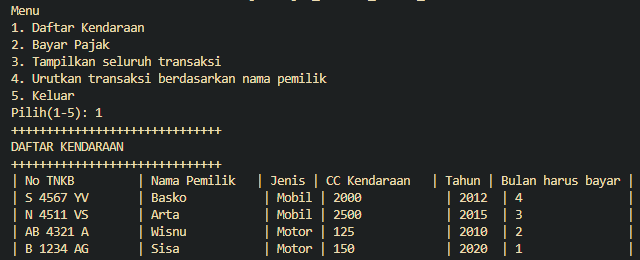 Menu
1. Daftar Kendaraan
2. Bayar Pajak
3. Tampilkan seluruh transaksi
4. Urutkan transaksi berdasarkan nama pemilik
5. Keluar
Pilih(1-5): 1
+++++++++++++++++++++++++++++
DAFTAR KENDARAAN
+++++++++++++++++++++++++++++
| No TNKB | Nama Pemilik | Jenis | CC Kendaraan | Tahun | Bulan harus bayar |
| S 4567 YV | Basko | Mobil | 2000 | 2012 | 4 |
| N 4511 VS | Arta | Mobil | 2500 | 2015 | 3 |
| AB 4321 A | Wisnu | Motor | 125 | 2010 | 2 |
| B 1234 AG | Sisa | Motor | 150 | 2020 | 1 |